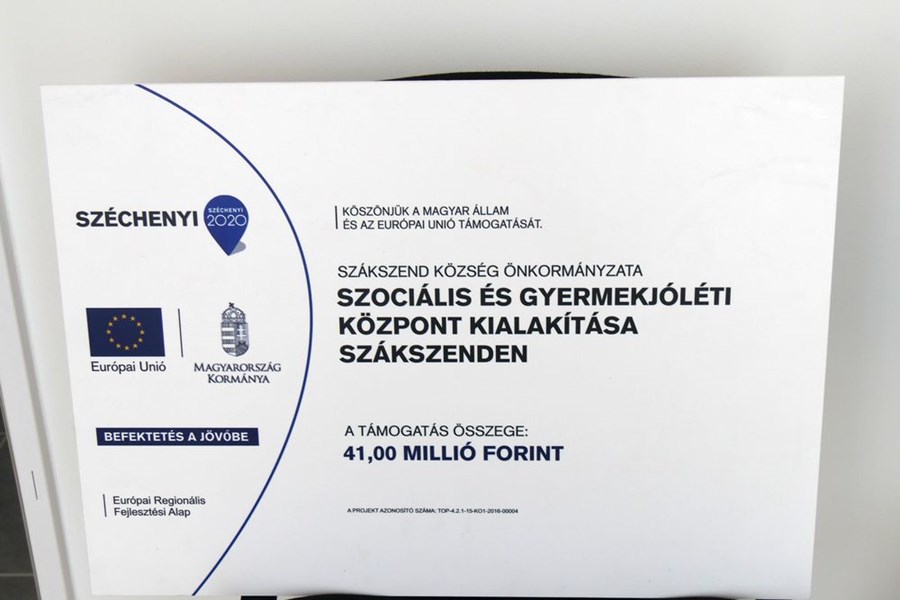 SZÉCHENYI
SZÉCHENYI
2020
Európai Unió
MAGYARORSZÁG
KORMÁNYA
BEFEKTETÉS A JÖVŐBE
Európai Regionális
Fejlesztési Alap
KÖSZÖNJÜK A MAGYAR ÁLLAM
ÉS AZ EURÓPAI UNIÓ TÁMOGATÁSÁT.
SZÁKSZEND KÖZSÉG ÖNKORMÁNYZATA
SZOCIÁLIS ÉS GYERMEKJÓLÉTI
KÖZPONT KIALAKÍTÁSA
SZÁKSZENDEN
A TÁMOGATÁS ÖSSZEGE:
41,00 MILLIÓ FORINT
A PROJEKT AZONOSÍTÓ SZÁMA: TOP-4.2.1-15-KO1-2016-00004